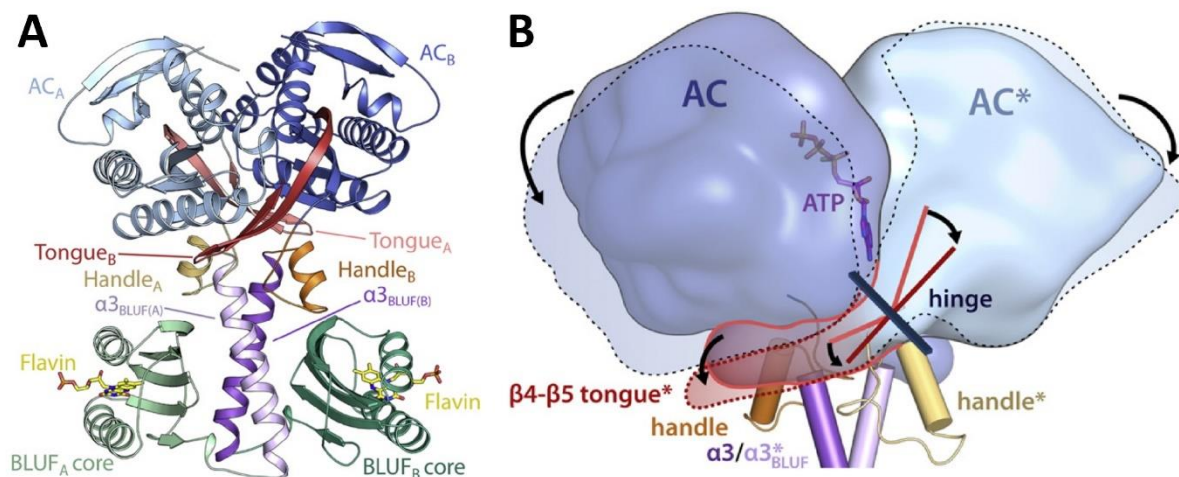 A
AC_A
AC_B
Tongue_B
Tongue_A
Handle_A
Handle_B
α3_BLUF(A)
α3_BLUF(B)
Flavin
Flavin
BLUF_A core
BLUF_B core
B
AC
AC*
ATP
hinge
β4-β5 tongue*
handle
handle*
α3/α3*_BLUF